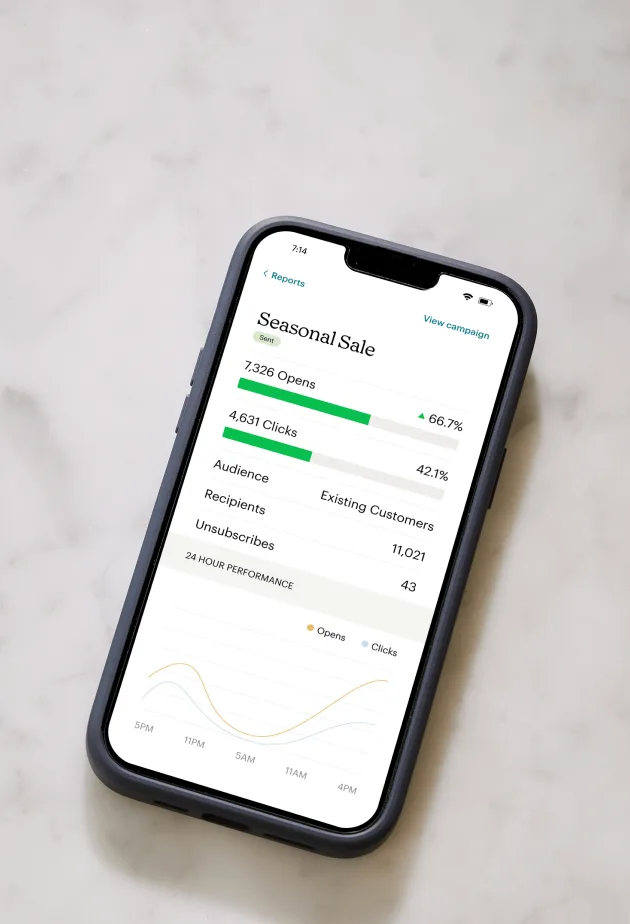 7:14
Reports
View campaign
Seasonal Sale
Sent
7,326 Opens
66.7%
4,631 Clicks
42.1%
Audience
Existing Customers
Recipients
11,021
Unsubscribes
43
24 HOUR PERFORMANCE
Opens
Clicks
5PM
11PM
5AM
11AM
4PM